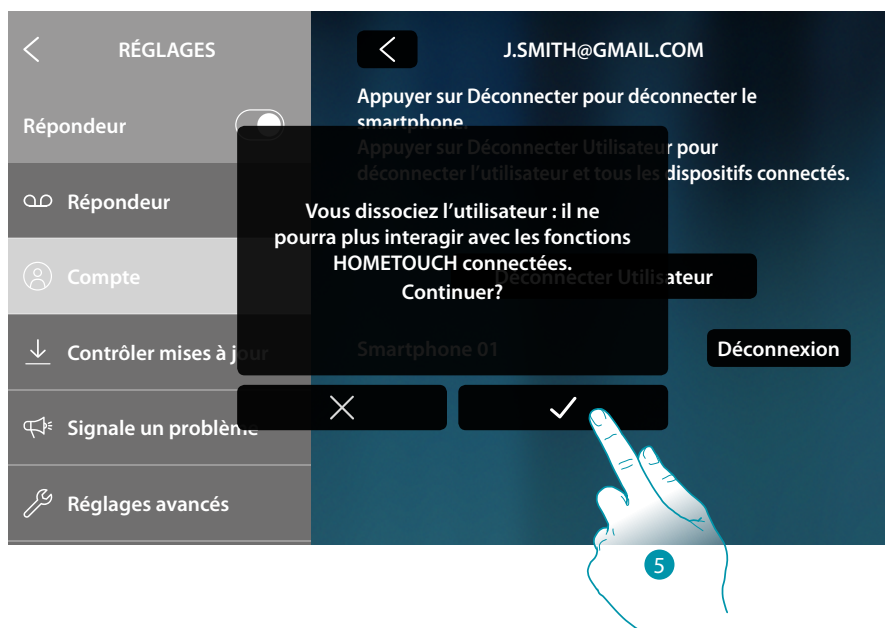 RÉGLAGES
Répondeur
Répondeur
Compte
Contrôler mises à jour
Signale un problème
Réglages avancés
J.SMITH@GMAIL.COM
Appuyer sur Déconnecter pour déconnecter le
smartphone.
Appuyer sur Déconnecter Utilisateur pour
déconnecter l’utilisateur et tous les dispositifs connectés.
Vous dissociez l’utilisateur : il ne
pourra plus interagir avec les fonctions
HOMETOUCH connectées.
Continuer?
Déconnecter Utilisateur
Smartphone 01
Déconnexion
5